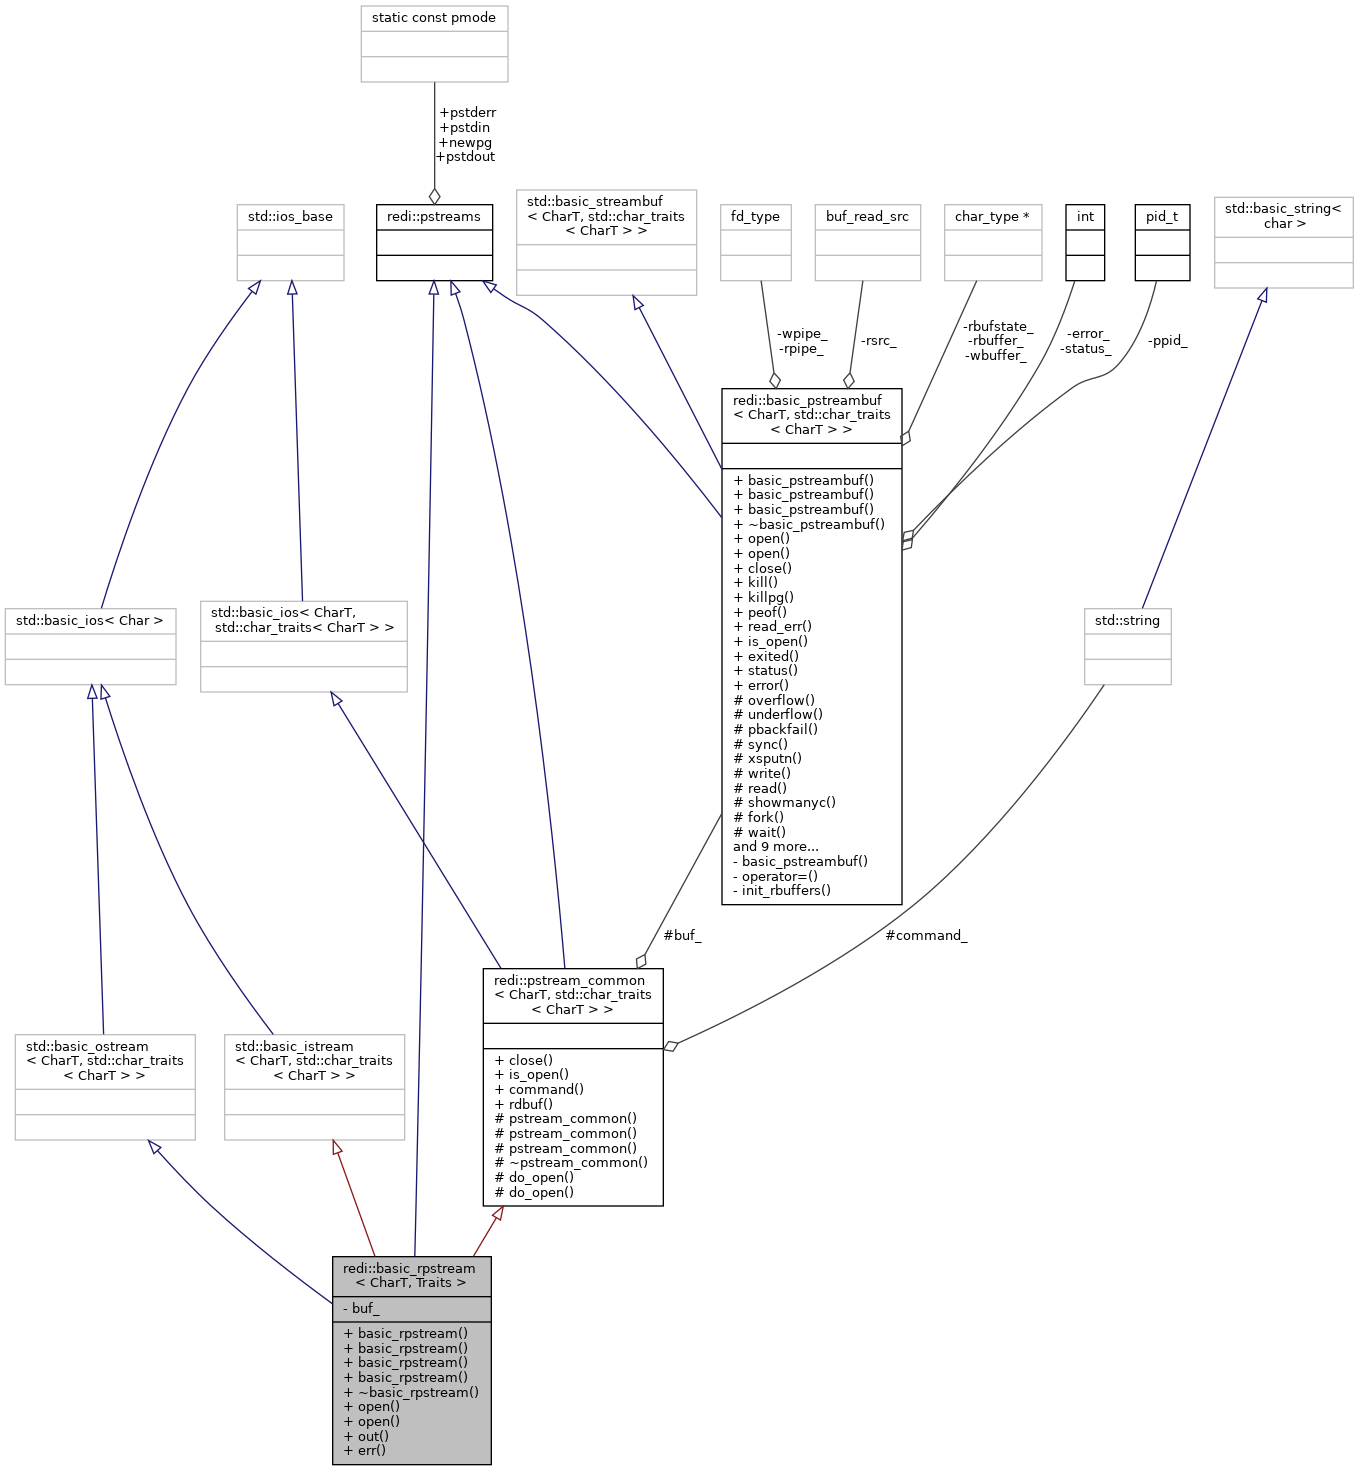 static const pmode
+pstderr
+pstdin
+newpg
+pstdout
std::ios_base
redi::pstreams
std::basic_streambuf
< CharT, std::char_traits
< CharT > >
fd_type
buf_read_src
char_type *
int
pid_t
std::basic_string<
char >
-wpipe_
-rpipe_
-rsrc_
-rbufstate_
-rbuffer_
-wbuffer_
-error_
-status_
-ppid_
redi::basic_pstreambuf
< CharT, std::char_traits
< CharT > >
+ basic_pstreambuf()
+ basic_pstreambuf()
+ basic_pstreambuf()
+ ~basic_pstreambuf()
+ open()
+ open()
+ close()
+ kill()
+ killpg()
+ peof()
+ read_err()
+ is_open()
+ exited()
+ status()
+ error()
# overflow()
# underflow()
# pbackfail()
# sync()
# xsputn()
# write()
# read()
# showmanyc()
# fork()
# wait()
and 9 more...
- basic_pstreambuf()
- operator=()
- init_rbuffers()
std::basic_ios< Char >
std::basic_ios< CharT,
std::char_traits< CharT > >
std::string
#buf_
#command_
redi::pstream_common
< CharT, std::char_traits
< CharT > >
+ close()
+ is_open()
+ command()
+ rdbuf()
# pstream_common()
# pstream_common()
# pstream_common()
# ~pstream_common()
# do_open()
# do_open()
std::basic_ostream
< CharT, std::char_traits
< CharT > >
std::basic_istream
< CharT, std::char_traits
< CharT > >
redi::basic_rpstream
< CharT, Traits >
- buf_
+ basic_rpstream()
+ basic_rpstream()
+ basic_rpstream()
+ basic_rpstream()
+ ~basic_rpstream()
+ open()
+ open()
+ out()
+ err()